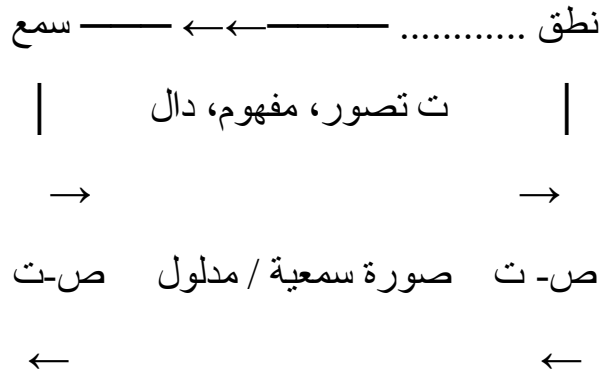 نطق ............ ←← سمع
ت تصور، مفهوم، دال
ص- ت صورة سمعية / مدلول ص-ت